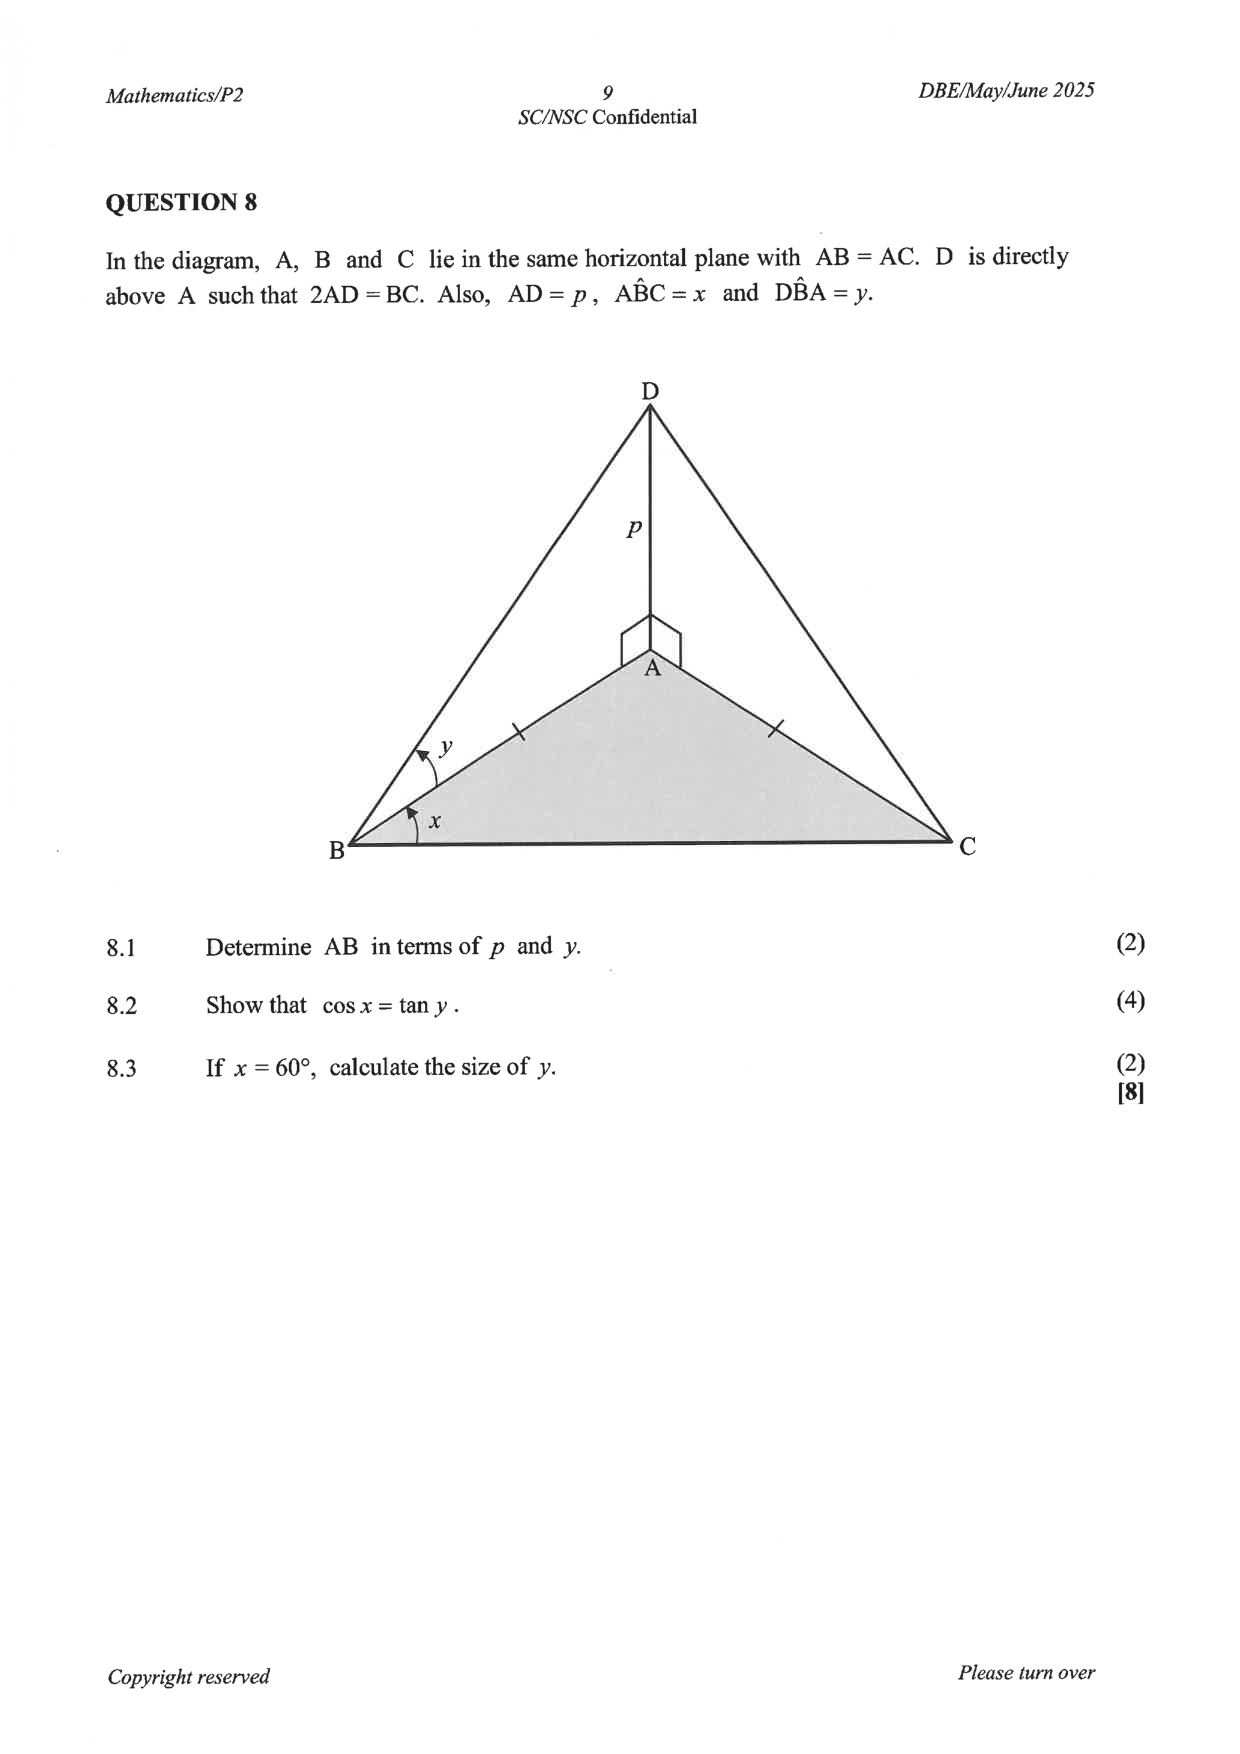 Mathematics/P2
9
DBE/May/June 2025
SC/NSC Confidential
QUESTION 8
In the diagram, A, B and C lie in the same horizontal plane with AB = AC. D is directly
above A such that 2AD = BC. Also, AD = p , AB̂C = x and DB̂A = y.
D
p
A
y
x
B
C
8.1 Determine AB in terms of p and y. (2)
8.2 Show that cos x = tan y . (4)
8.3 If x = 60°, calculate the size of y. (2)
[8]
Copyright reserved
Please turn over